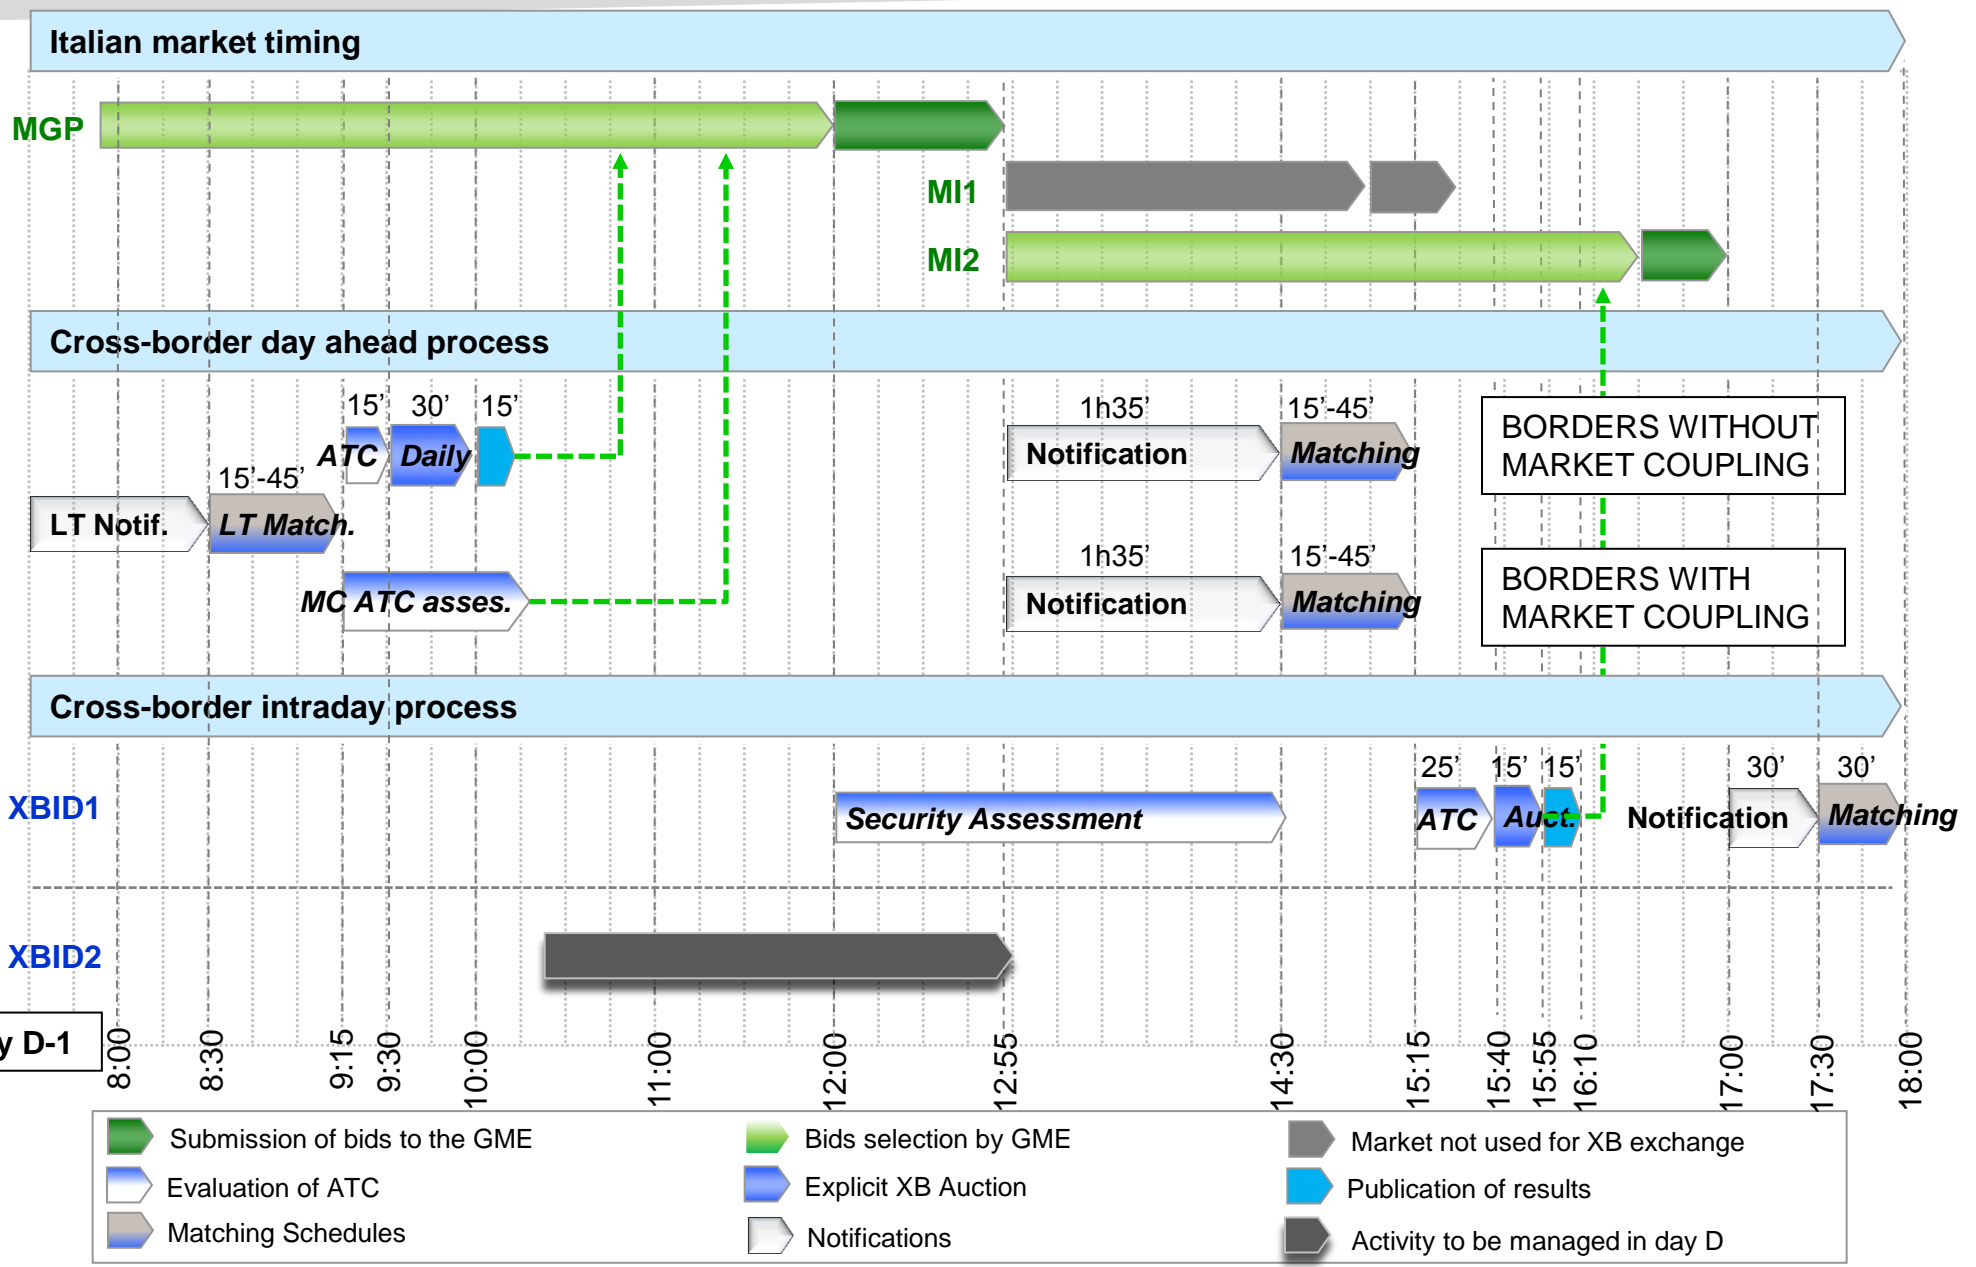 Italian market timing
MGP
MI1
MI2
Cross-border day ahead process
15’ 30’ 15’
1h35’ 15’-45’
ATC Daily
Notification Matching
BORDERS WITHOUT
MARKET COUPLING
15’-45’
LT Notif. LT Match.
1h35’ 15’-45’
MC ATC asses.
Notification Matching
BORDERS WITH
MARKET COUPLING
Cross-border intraday process
25’ 15’ 15’ 30’ 30’
XBID1
Security Assessment
ATC Auct. Notification Matching
XBID2
y D-1
8:00 8:30 9:15 9:30 10:00 11:00 12:00 12:55 14:30 15:15 15:40 15:55 16:10 17:00 17:30 18:00
Submission of bids to the GME
Bids selection by GME
Market not used for XB exchange
Evaluation of ATC
Explicit XB Auction
Publication of results
Matching Schedules
Notifications
Activity to be managed in day D